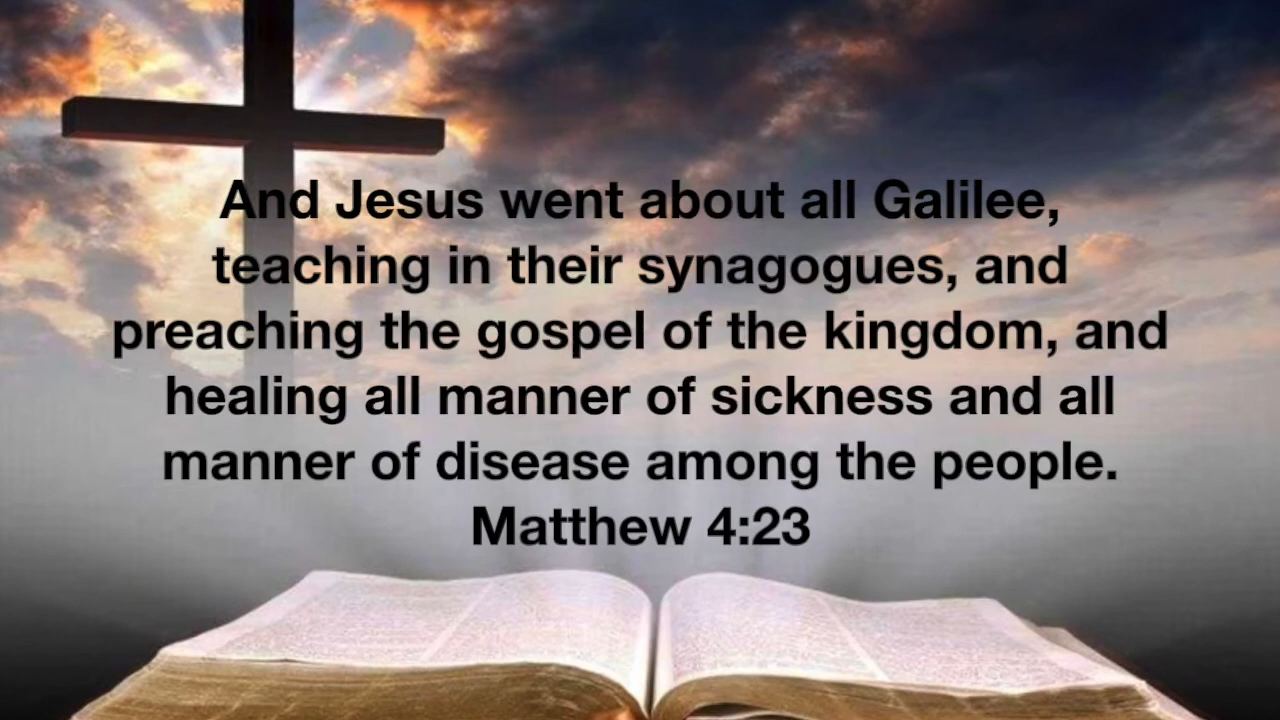 And Jesus went about all Galilee,
teaching in their synagogues, and
preaching the gospel of the kingdom, and
healing all manner of sickness and all
manner of disease among the people.
Matthew 4:23